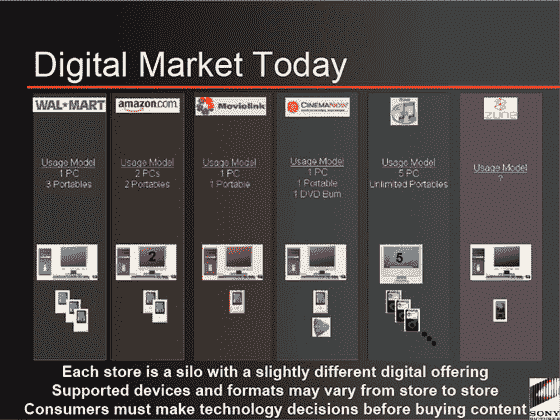 Digital Market Today
WAL★MART
amazon.com
Movielink
CINEMANOW
zune
Usage Model
1 PC
3 Portables
Usage Model
2 PCs
2 Portables
Usage Model
1 PC
1 Portable
Usage Model
1 PC
1 Portable
1 DVD Burn
Usage Model
5 PC
Unlimited Portables
Usage Model
?
2
5
Each store is a silo with a slightly different digital offering
Supported devices and formats may vary from store to store
Consumers must make technology decisions before buying content
SONY